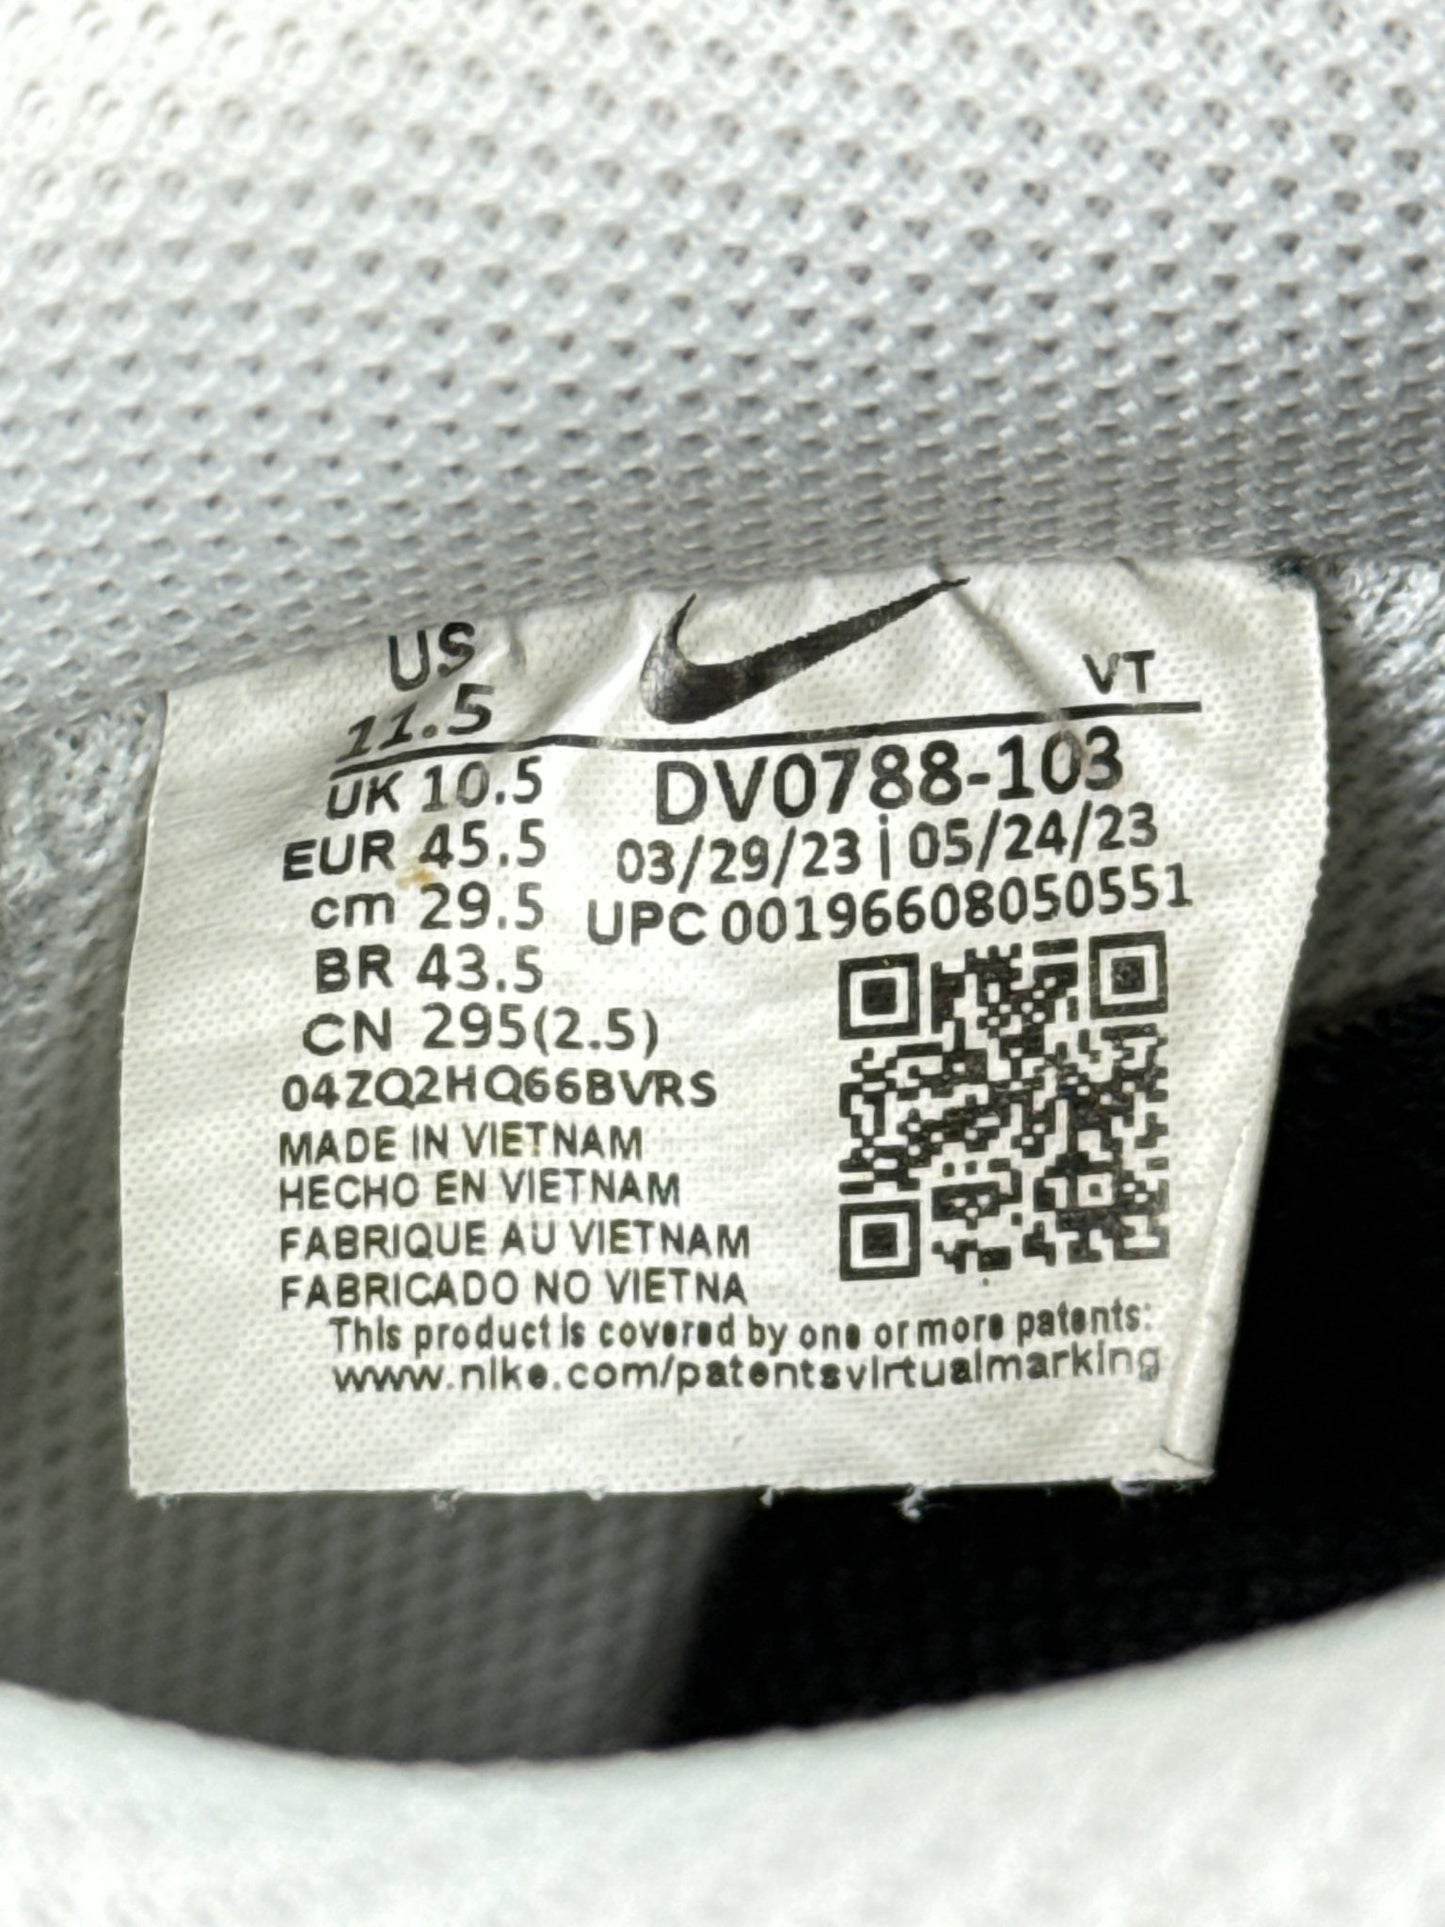 US
11.5
VT
UK 10.5
DV0788-103
EUR 45.5
03/29/23 | 05/24/23
cm 29.5
UPC 00196608050551
BR 43.5
CN 295(2.5)
04ZQ2HQ66BVRS
MADE IN VIETNAM
HECHO EN VIETNAM
FABRIQUE AU VIETNAM
FABRICADO NO VIETNA
This product is covered by one or more patents:
www.nike.com/patentsvirtualmarking